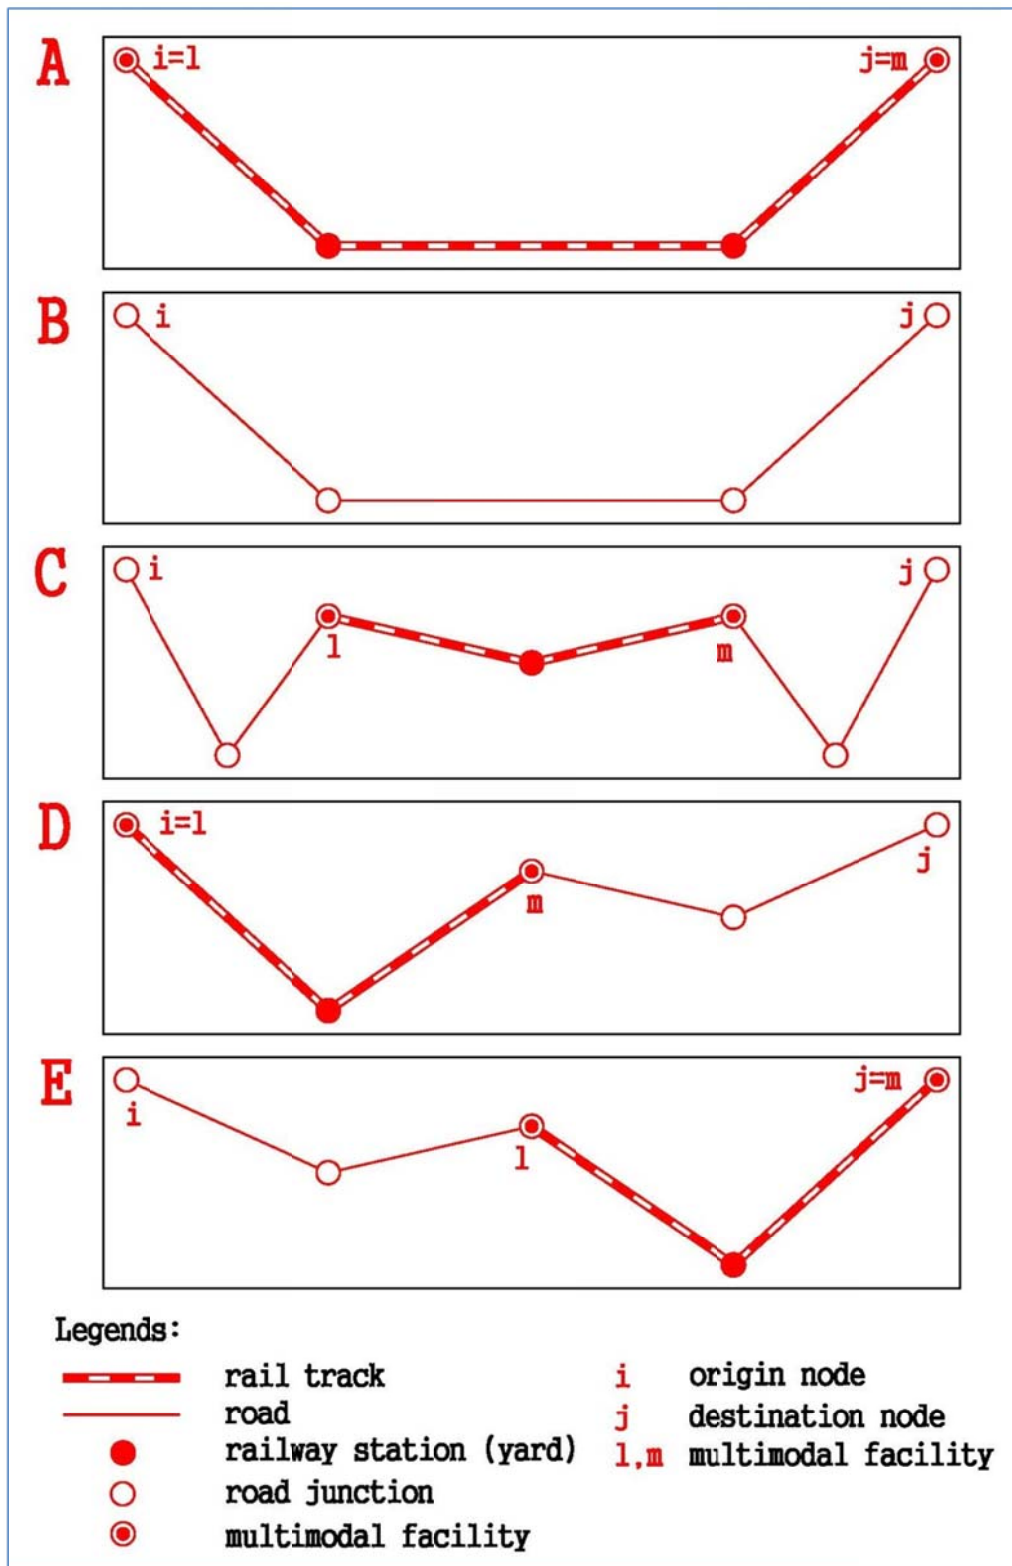 A
i=l
j=m
B
i
j
C
i
j
l
m
D
i=l
j
m
E
j=m
i
l
Legends:
rail track
road
railway station (yard)
road junction
multimodal facility
i origin node
j destination node
l,m multimodal facility